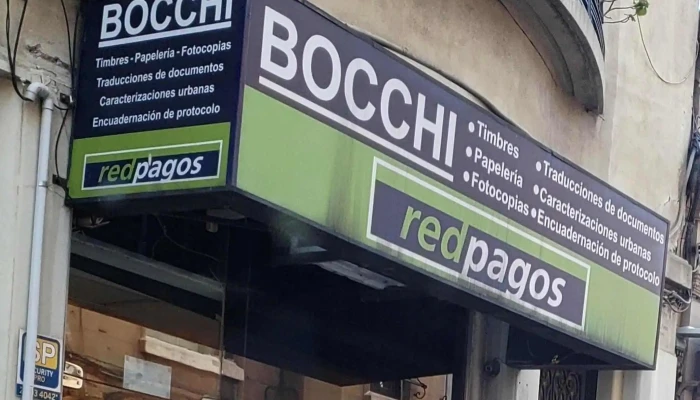 BOCCHI
Timbres - Papelería - Fotocopias
Traducciones de documentos
Caracterizaciones urbanas
Encuadernación de protocolo
redpagos
BOCCHI
• Timbres
• Papelería
• Fotocopias
• Traducciones de documentos
• Caracterizaciones urbanas
• Encuadernación de protocolo
redpagos
SP